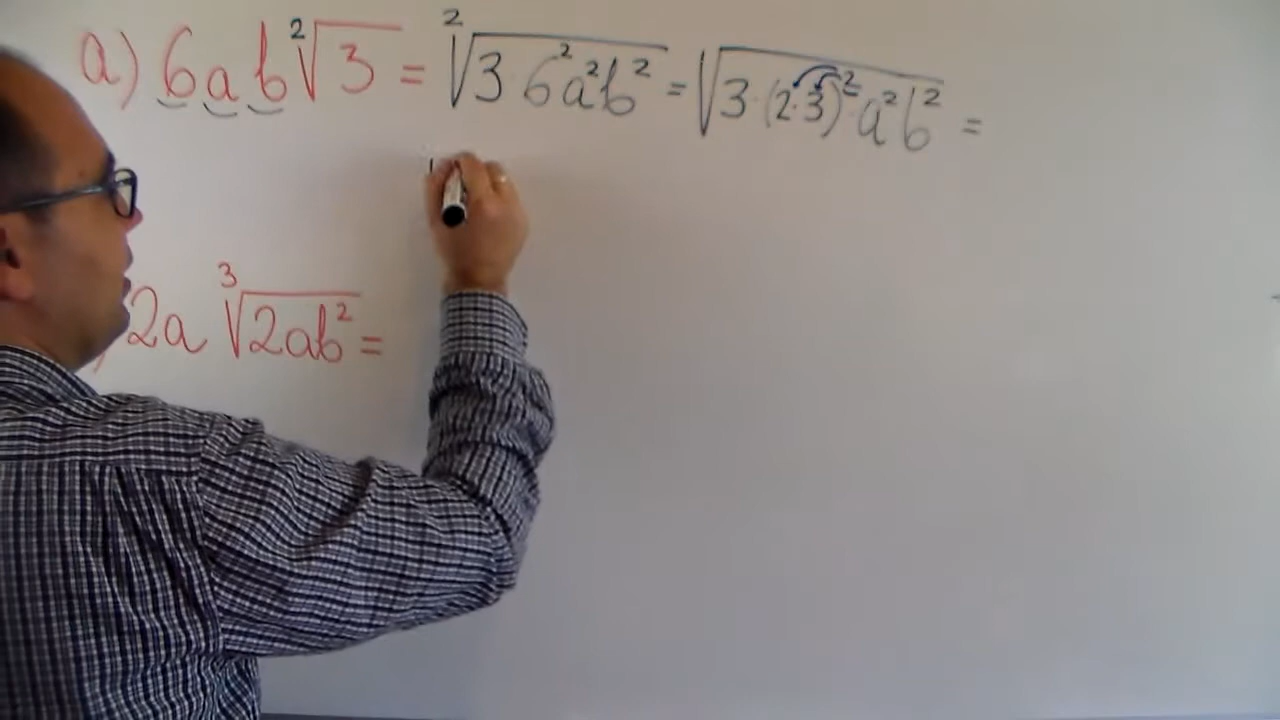 a) 6ab²√3 = ²√3·6²a²b² = √3·(2·3)²·a²b² =
) 2a ³√2ab² =